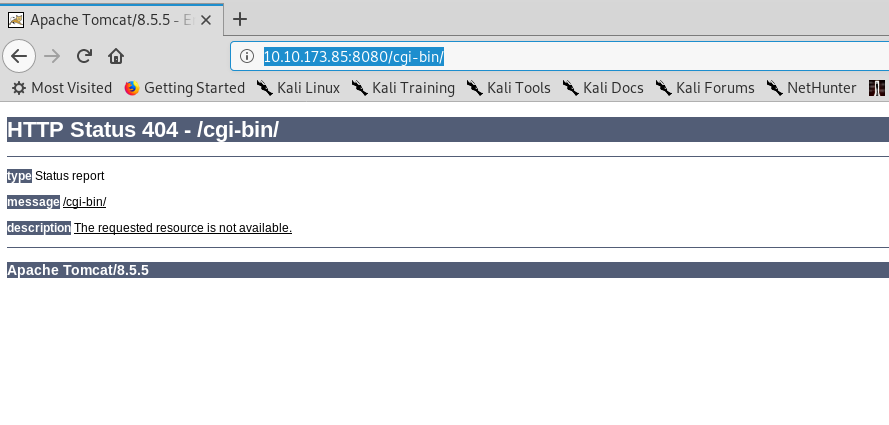 Apache Tomcat/8.5.5 - E
10.10.173.85:8080/cgi-bin/
Most Visited Getting Started Kali Linux Kali Training Kali Tools Kali Docs Kali Forums NetHunter
HTTP Status 404 - /cgi-bin/
type Status report
message /cgi-bin/
description The requested resource is not available.
Apache Tomcat/8.5.5